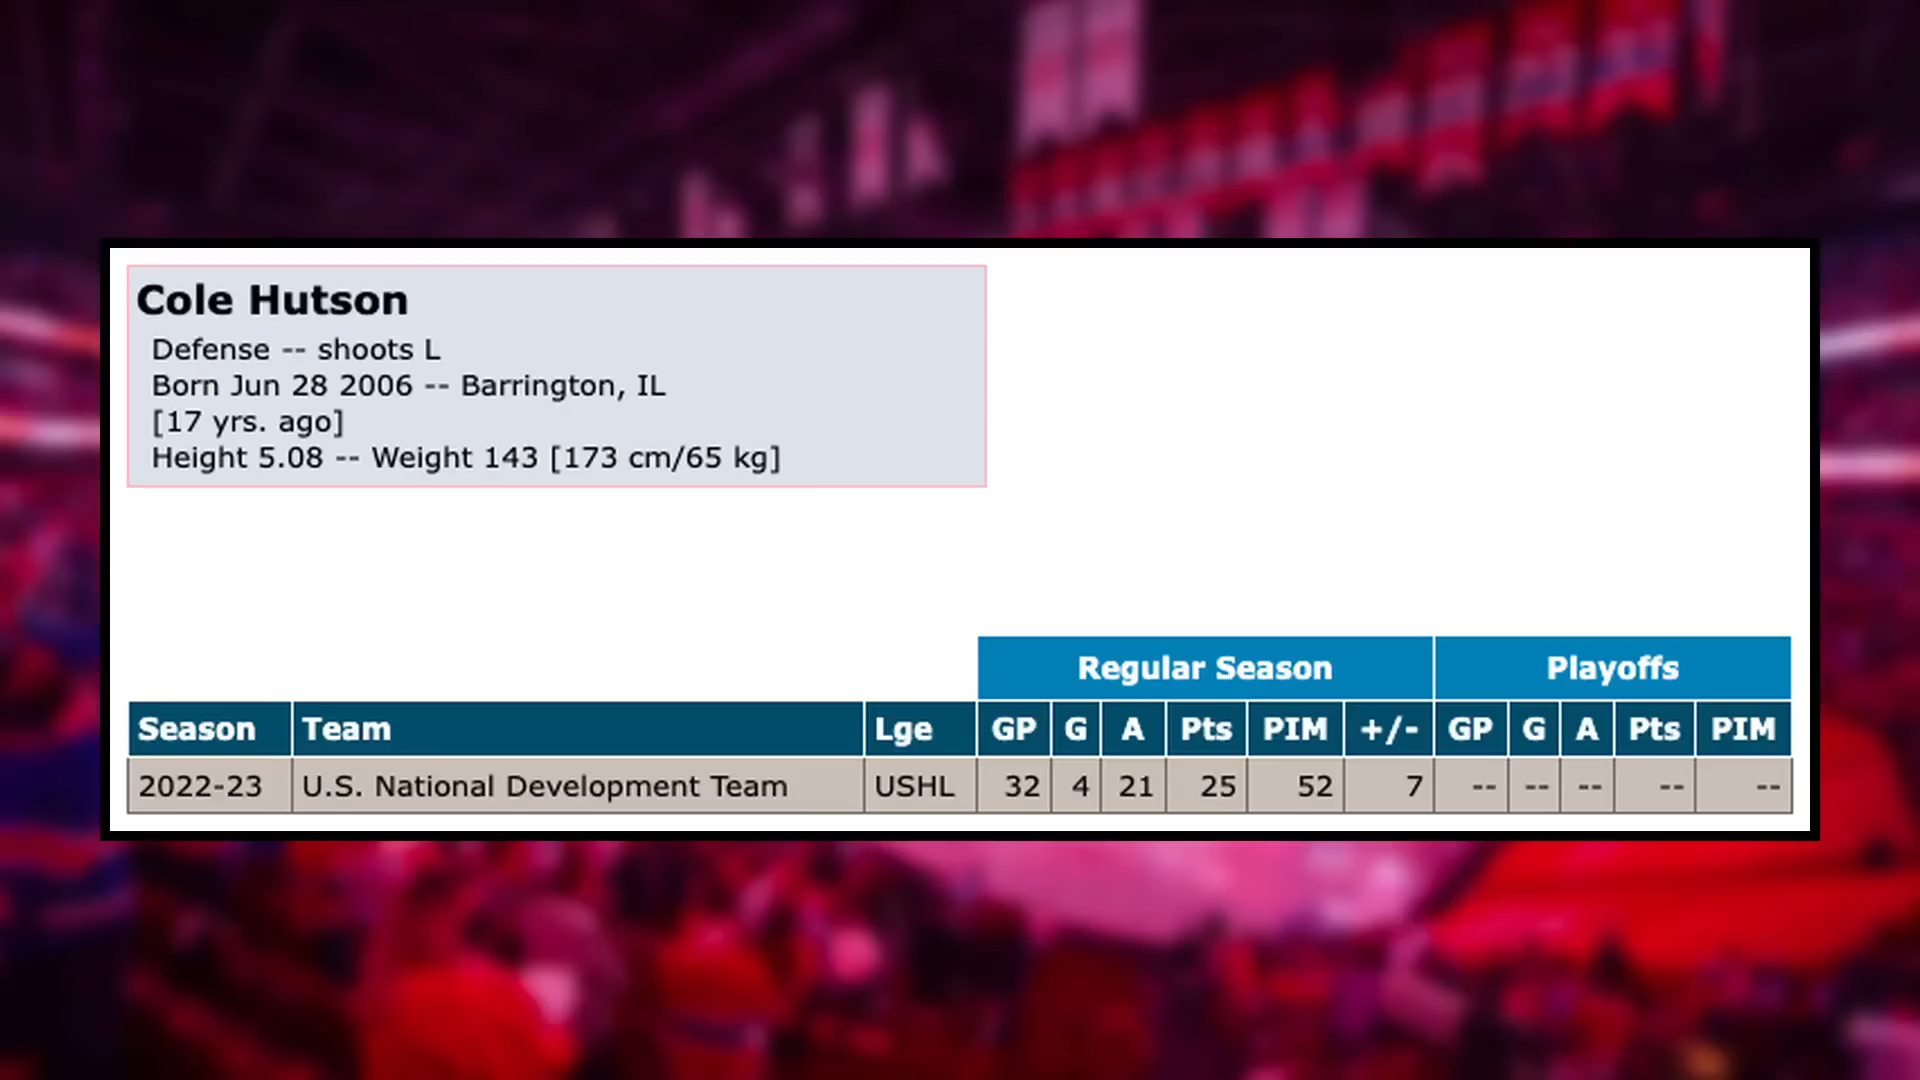 Cole Hutson
Defense -- shoots L
Born Jun 28 2006 -- Barrington, IL
[17 yrs. ago]
Height 5.08 -- Weight 143 [173 cm/65 kg]
Regular Season Playoffs
Season Team Lge GP G A Pts PIM +/- GP G A Pts PIM
2022-23 U.S. National Development Team USHL 32 4 21 25 52 7 -- -- -- -- --